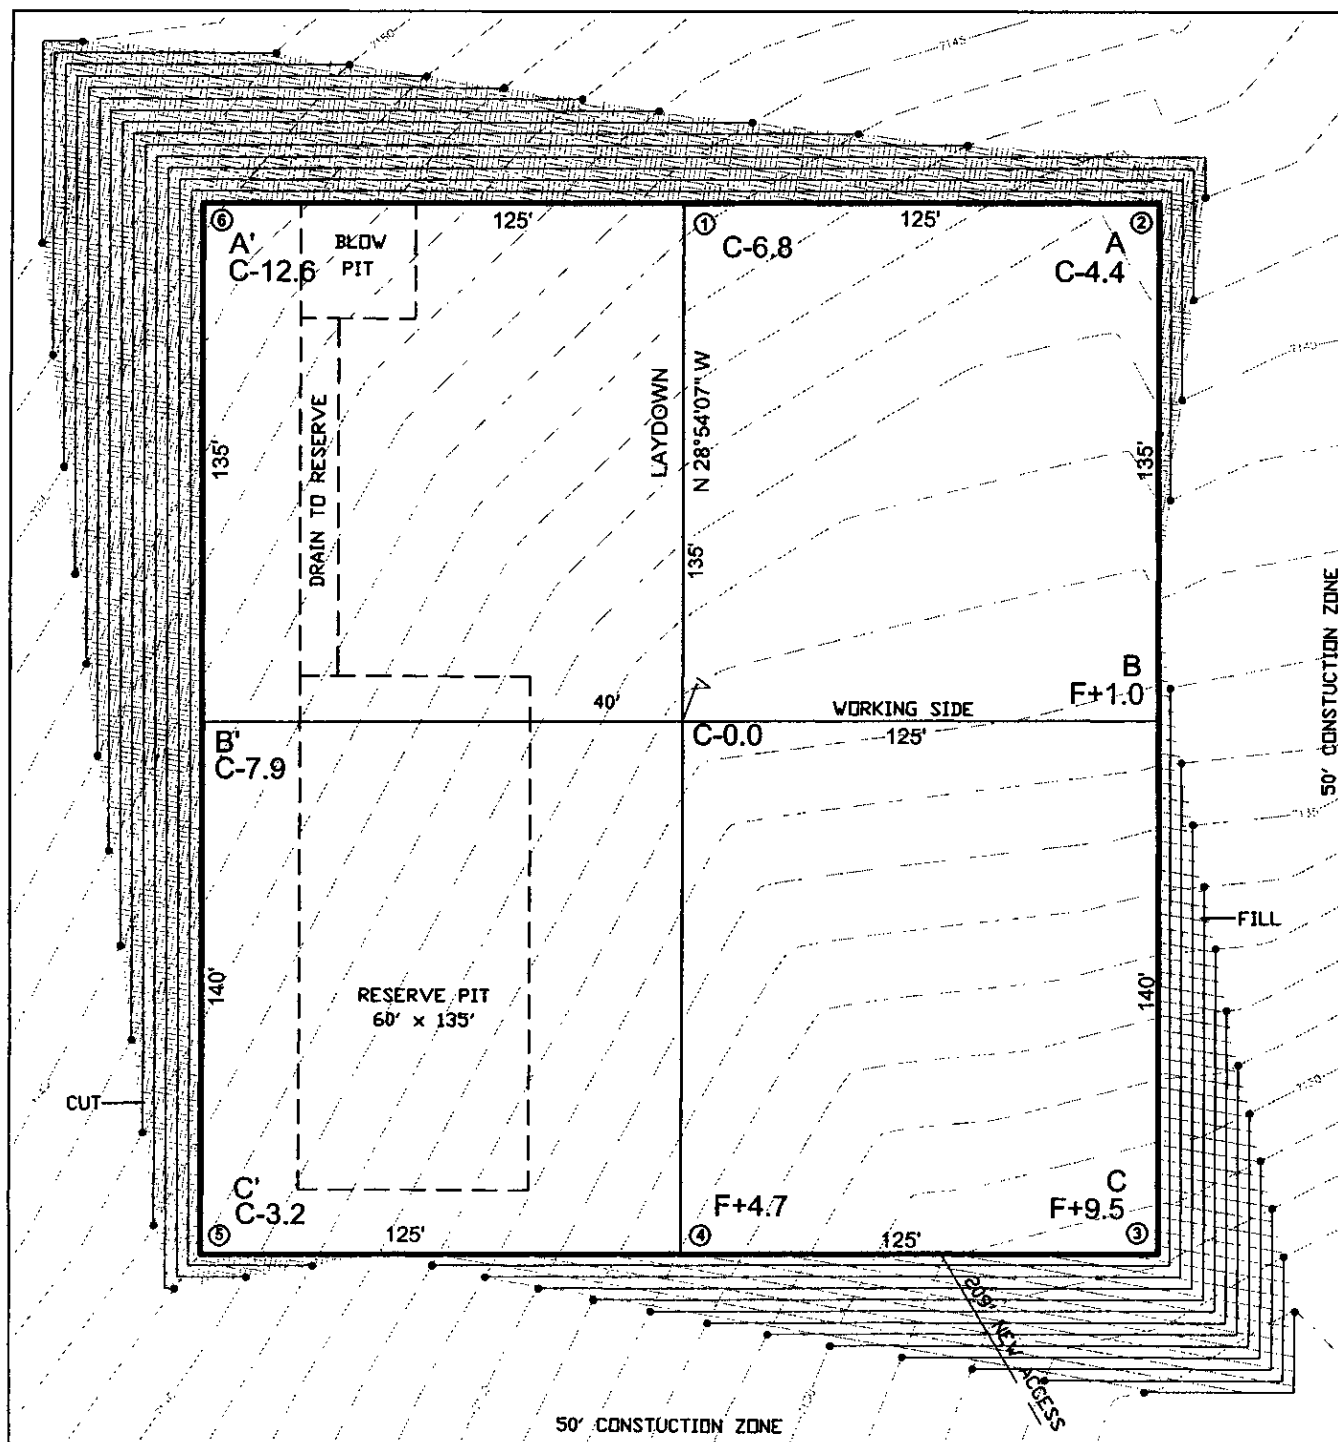 7150
7145
⑥
125'
①
125'
②
A'
C-12.6
BLOW
PIT
C-6.8
A
C-4.4
LAYDOWN
N 28°54'07" W
DRAIN TO RESERVE
135'
135'
135'
50' CONSTUCTION ZONE
B
F+1.0
40'
WORKING SIDE
C-0.0
125'
B'
C-7.9
FILL
140'
140'
RESERVE PIT
60' x 135'
CUT
C'
C-3.2
⑤
125'
F+4.7
④
C
F+9.5
125'
③
209' NEW ACCESS
50' CONSTUCTION ZONE